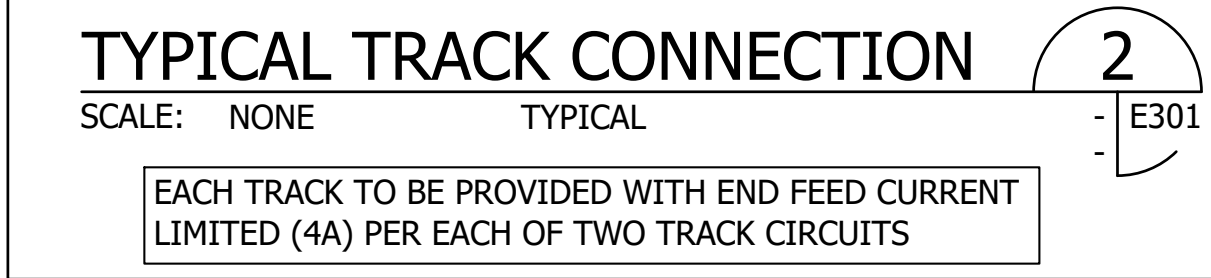 TYPICAL TRACK CONNECTION 2
SCALE: NONE TYPICAL - E301
-
EACH TRACK TO BE PROVIDED WITH END FEED CURRENT
LIMITED (4A) PER EACH OF TWO TRACK CIRCUITS